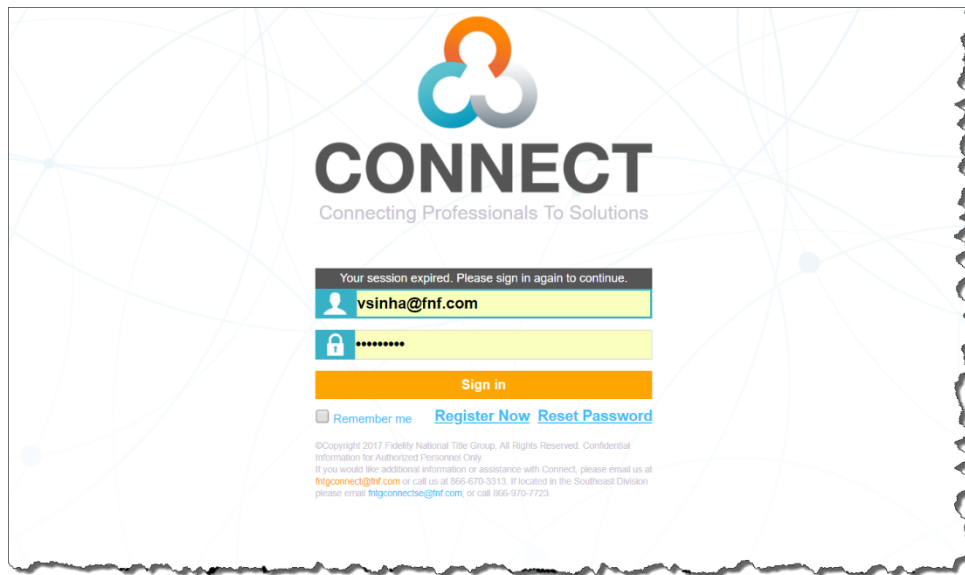 CONNECT
Connecting Professionals To Solutions
Your session expired. Please sign in again to continue.
vsinha@fnf.com
•••••••••
Sign in
Remember me Register Now Reset Password
©Copyright 2017 Fidelity National Title Group, All Rights Reserved. Confidential
Information for Authorized Personnel Only
If you would like additional information or assistance with Connect, please email us at
fntgconnect@fnf.com or call us at 866-670-3313. If located in the Southeast Division
please email fntgconnectse@fnf.com, or call 866-970-7723.